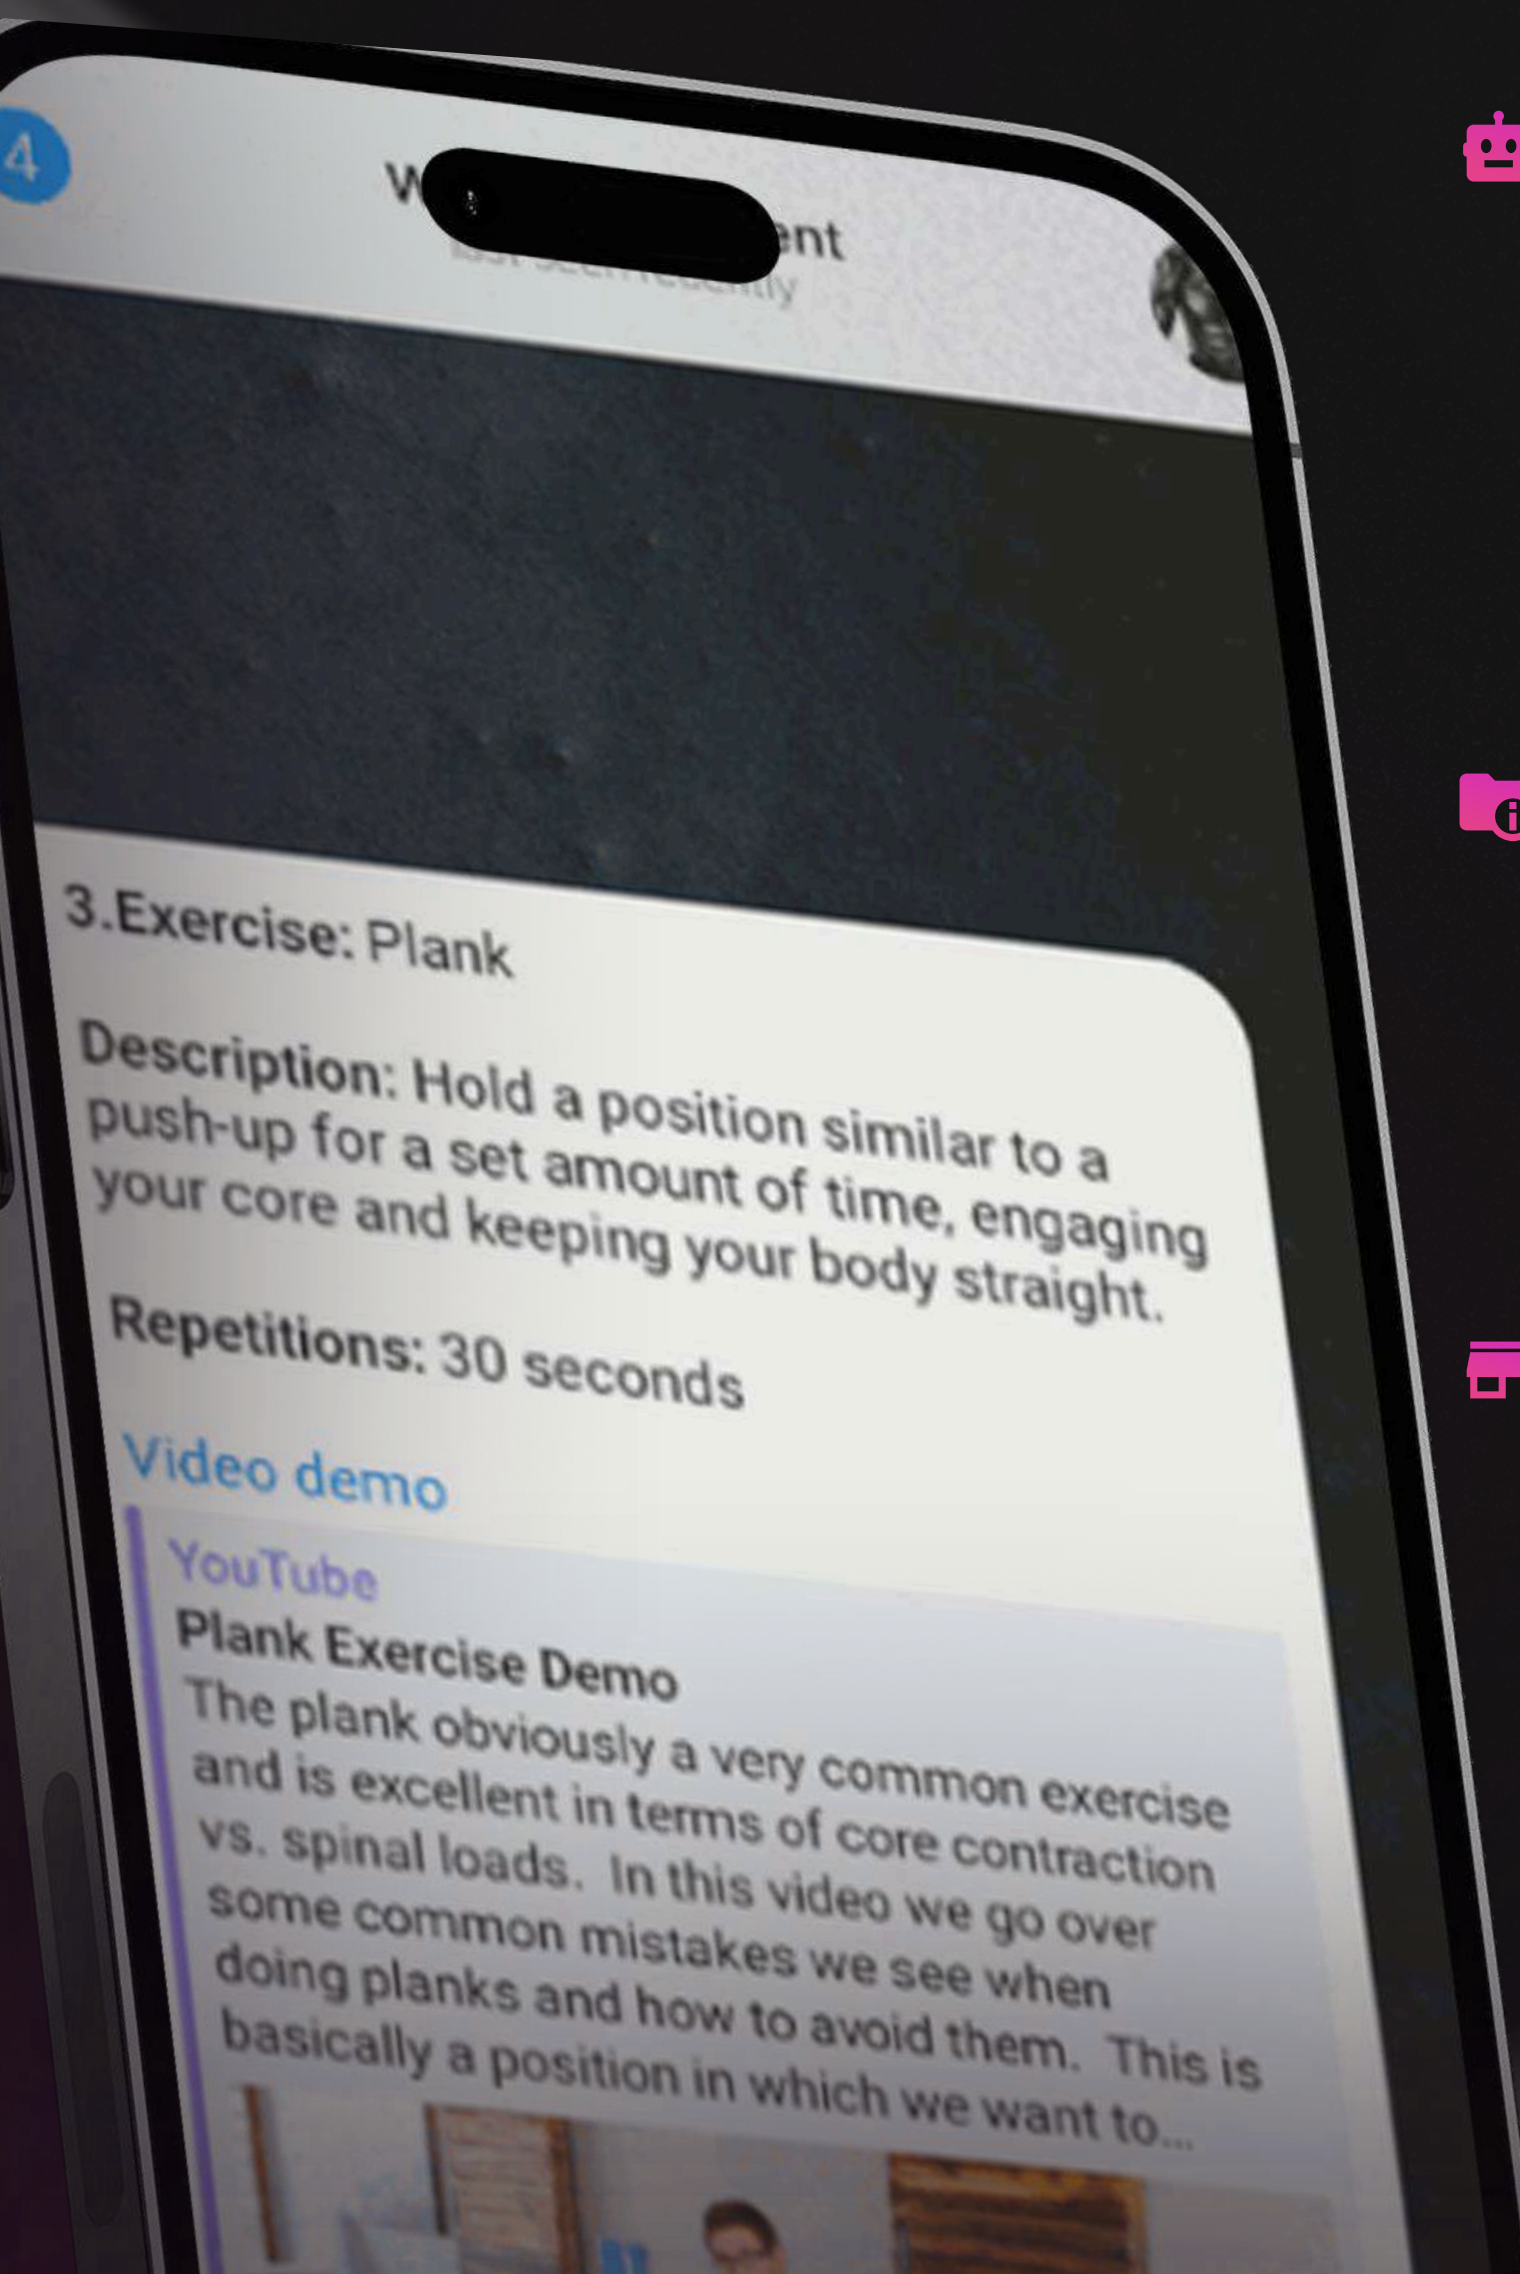 4
last seen recently
3.Exercise: Plank
Description: Hold a position similar to a
push-up for a set amount of time, engaging
your core and keeping your body straight.
Repetitions: 30 seconds
Video demo
YouTube
Plank Exercise Demo
The plank obviously a very common exercise
and is excellent in terms of core contraction
vs. spinal loads. In this video we go over
some common mistakes we see when
doing planks and how to avoid them. This is
basically a position in which we want to...